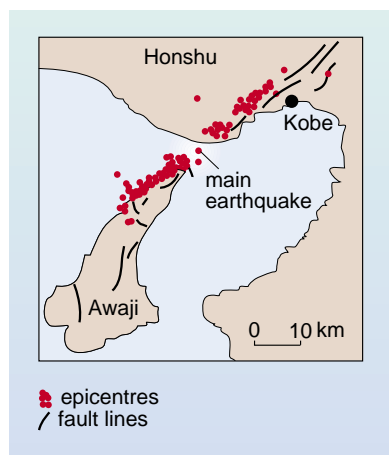 Honshu
Kobe
main
earthquake
Awaji
0 10 km
epicentres
fault lines